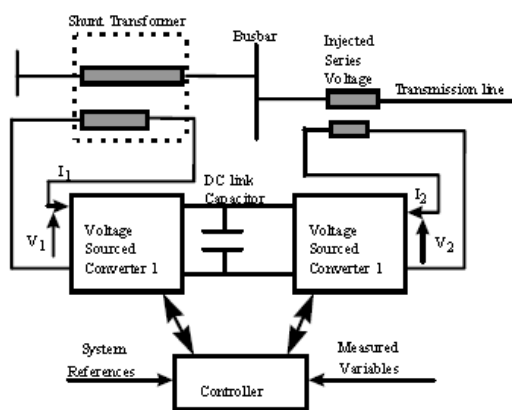 Shunt Transformer
Busbar
Injected
Series
Voltage
Transmission line
I1
DC link
Capacitor
I2
V1
Voltage
Sourced
Converter 1
Voltage
Sourced
Converter 1
V2
System
References
Controller
Measured
Variables